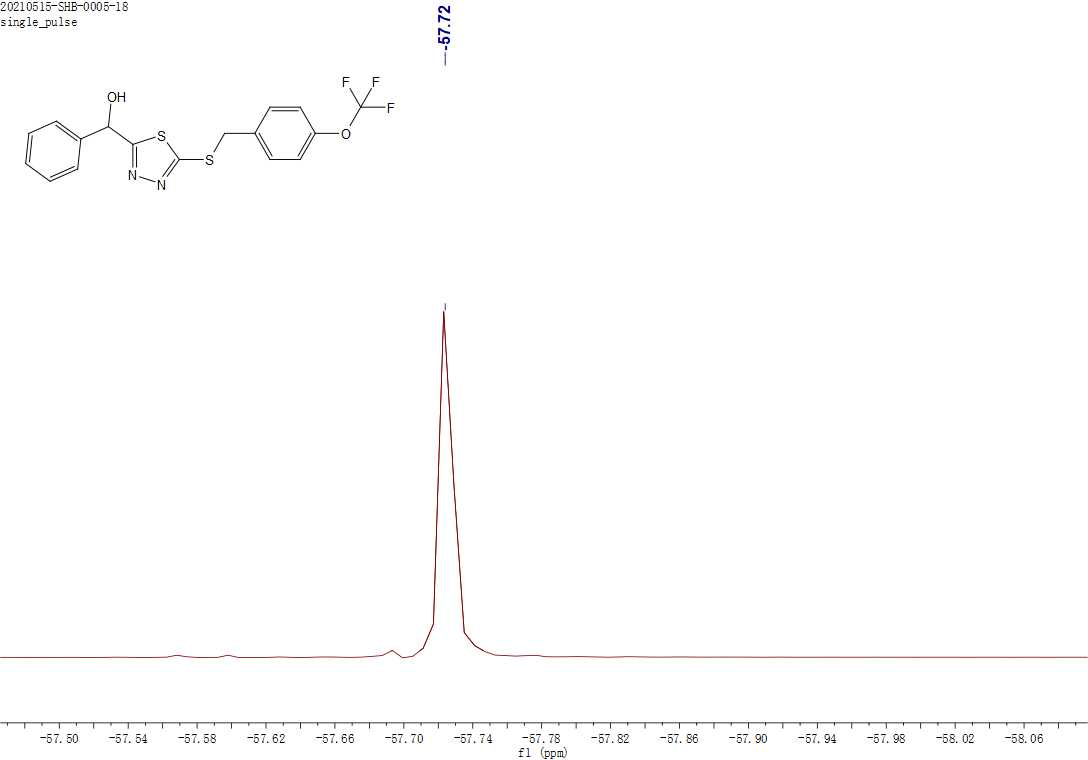 20210515-SHB-0005-18
single_pulse
-57.72
OH
S
N
N
S
O
F
F
F
-57.50
-57.54
-57.58
-57.62
-57.66
-57.70
-57.74
-57.78
-57.82
-57.86
-57.90
-57.94
-57.98
-58.02
-58.06
f1 (ppm)